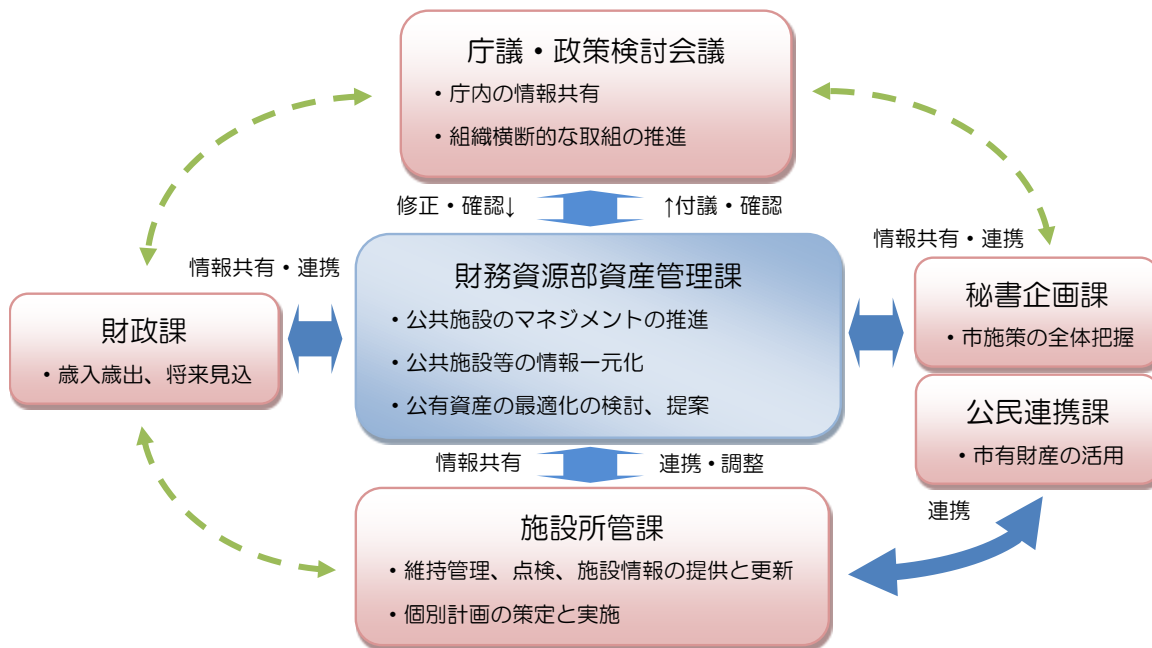 庁議・政策検討会議
・庁内の情報共有
・組織横断的な取組の推進
修正・確認↓
↑付議・確認
情報共有・連携
情報共有・連携
財務資源部資産管理課
・公共施設のマネジメントの推進
・公共施設等の情報一元化
・公有資産の最適化の検討、提案
財政課
・歳入歳出、将来見込
秘書企画課
・市施策の全体把握
公民連携課
・市有財産の活用
情報共有
連携・調整
連携
施設所管課
・維持管理、点検、施設情報の提供と更新
・個別計画の策定と実施